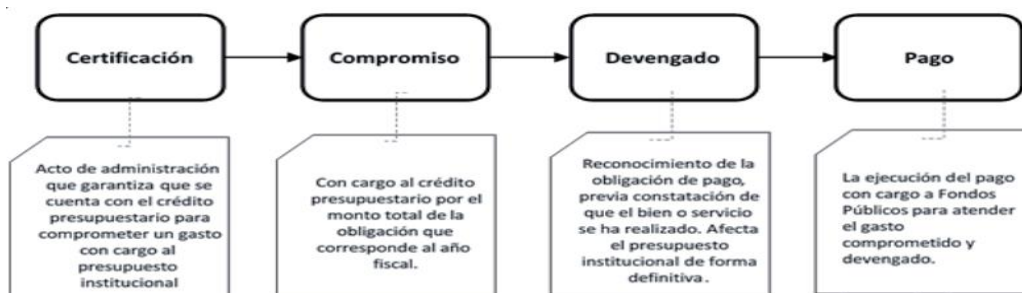 Certificación
Compromiso
Devengado
Pago
Acto de administración
que garantiza que se
cuenta con el crédito
presupuestario para
comprometer un gasto
con cargo al
presupuesto
institucional
Con cargo al crédito
presupuestario por el
monto total de la
obligación que
corresponde al año
fiscal.
Reconocimiento de la
obligación de pago,
previa constatación de
que el bien o servicio
se ha realizado. Afecta
el presupuesto
institucional de forma
definitiva.
La ejecución del pago
con cargo a Fondos
Públicos para atender
el gasto
comprometido y
devengado.